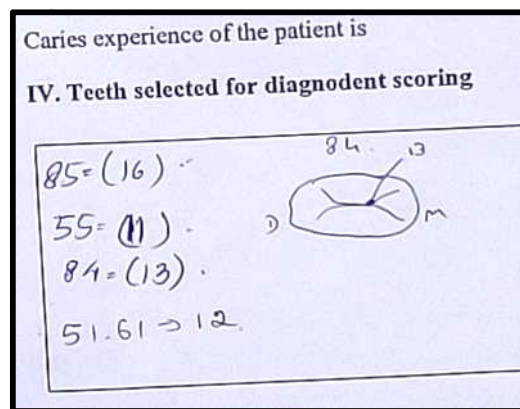 Caries experience of the patient is
IV. Teeth selected for diagnodent scoring
85=(16)
84. 13
55=(11).
D M
84=(13).
51.61→12